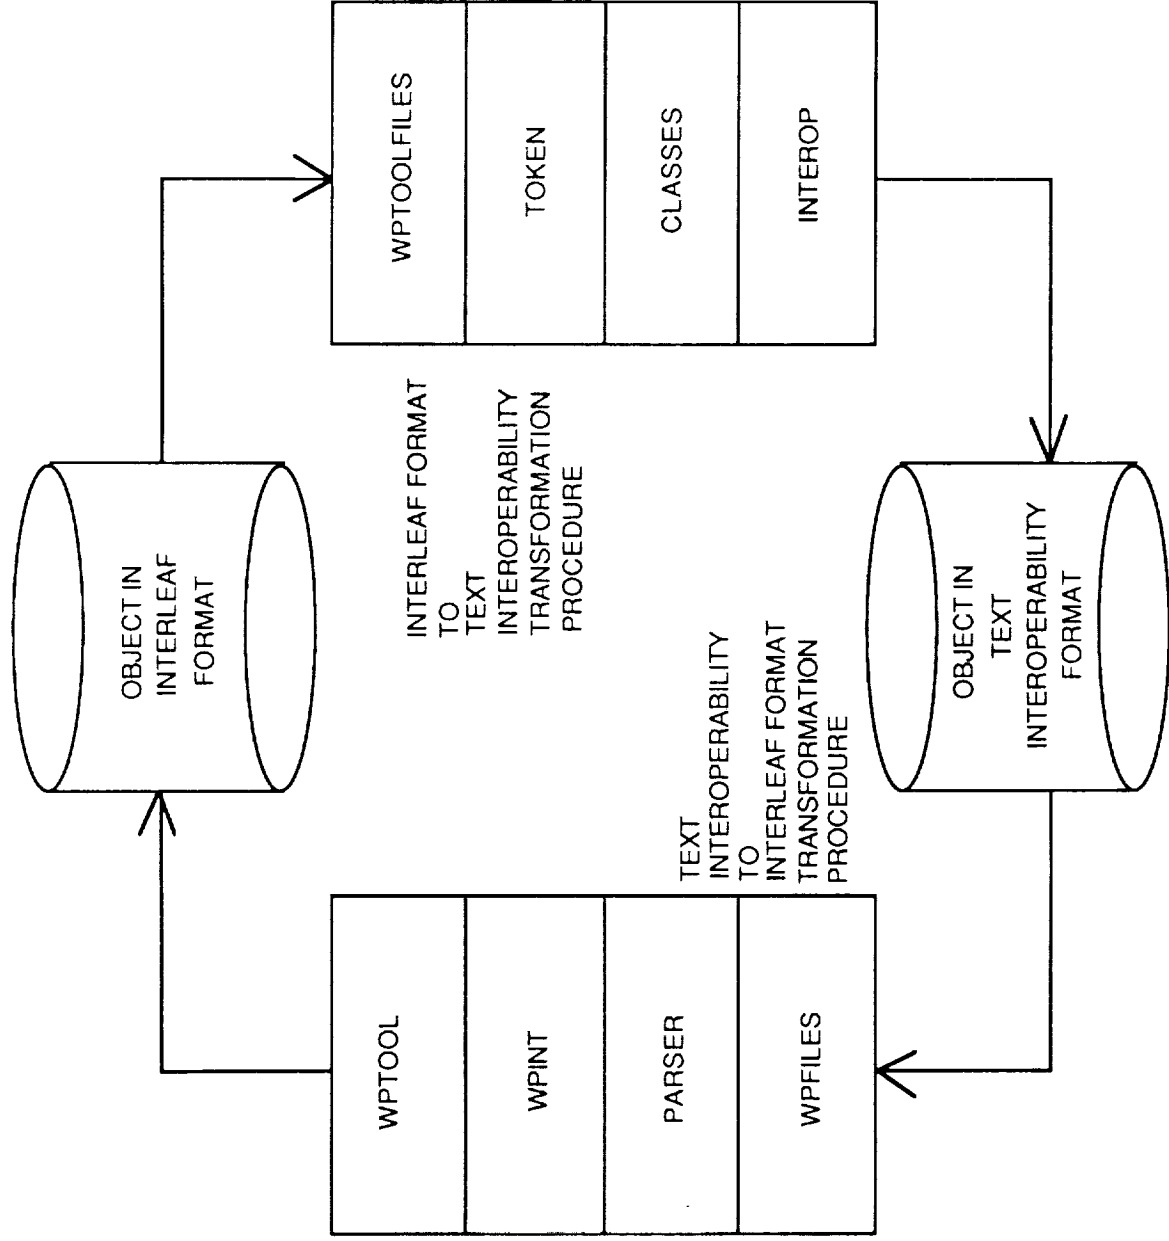 WPTOOLFILES
TOKEN
CLASSES
INTEROP
INTERLEAF FORMAT
TO
TEXT
INTEROPERABILITY
TRANSFORMATION
PROCEDURE
OBJECT IN
INTERLEAF
FORMAT
OBJECT IN
TEXT
INTEROPERABILITY
FORMAT
TEXT
INTEROPERABILITY
TO
INTERLEAF FORMAT
TRANSFORMATION
PROCEDURE
WPTOOL
WPINT
PARSER
WPFILES